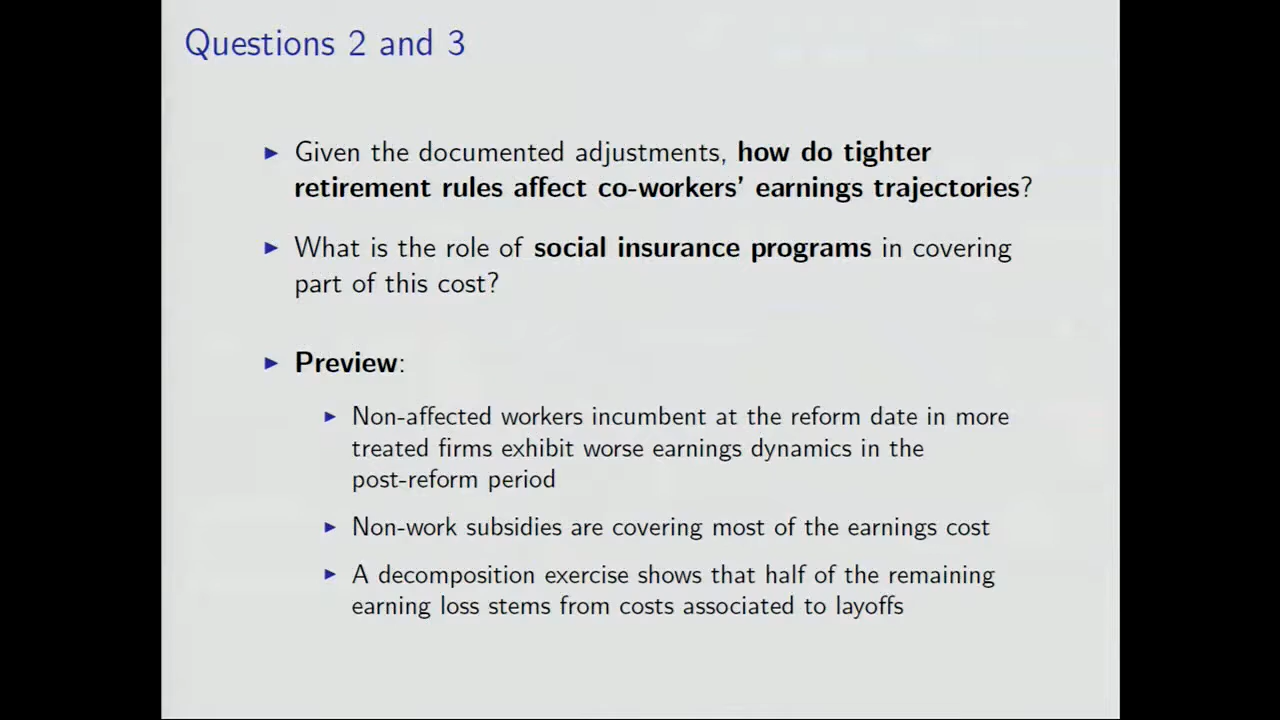 Questions 2 and 3
Given the documented adjustments, how do tighter
retirement rules affect co-workers' earnings trajectories?
What is the role of social insurance programs in covering
part of this cost?
Preview:
Non-affected workers incumbent at the reform date in more
treated firms exhibit worse earnings dynamics in the
post-reform period
Non-work subsidies are covering most of the earnings cost
A decomposition exercise shows that half of the remaining
earning loss stems from costs associated to layoffs